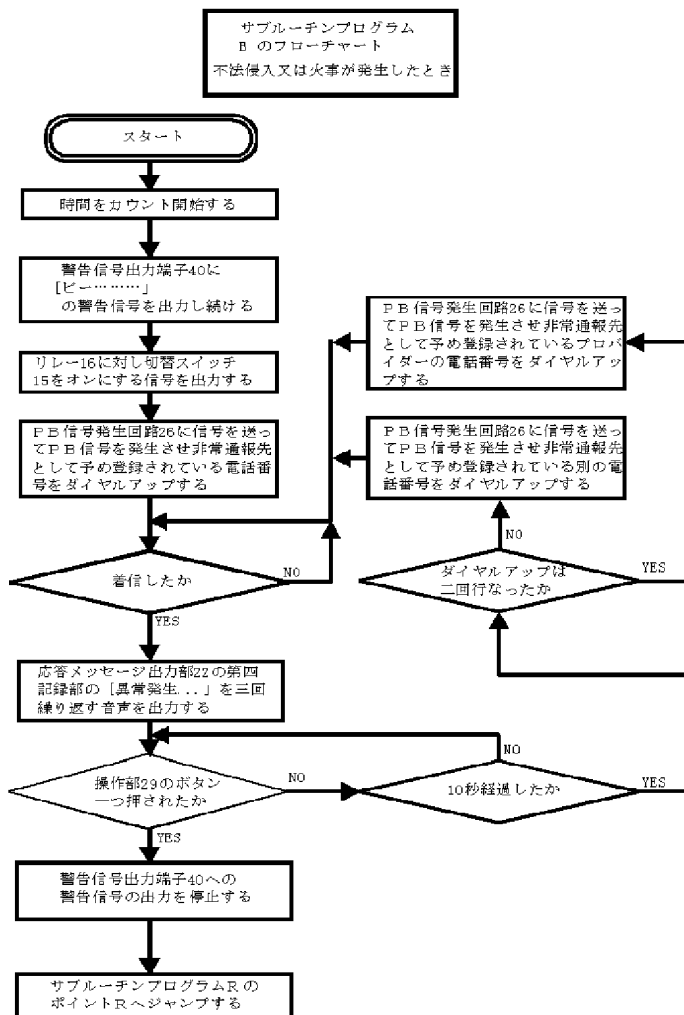 サブルーチンプログラム
E のフローチャート
不法侵入又は火事が発生したとき
スタート
時間をカウント開始する
警告信号出力端子40に
[ピー………」
の警告信号を出力し続ける
リレー16に対し切替スイッチ
15をオンにする信号を出力する
ＰＢ信号発生回路26に信号を送っ
てＰＢ信号を発生させ非常通報先
として予め登録されている電話番
号をダイヤルアップする
ＰＢ信号発生回路26に信号を送っ
てＰＢ信号を発生させ非常通報先
として予め登録されているプロバ
イダーの電話番号をダイヤルアッ
プする
ＰＢ信号発生回路26に信号を送っ
てＰＢ信号を発生させ非常通報先
として予め登録されている別の電
話番号をダイヤルアップする
着信したか
NO
YES
NO
ダイヤルアップは
二回行なったか
YES
応答メッセージ出力部22の第四
記録部の［異常発生...」を三回
繰り返す音声を出力する
操作部29のボタン
一つ押されたか
NO
YES
NO
10秒経過したか
YES
警告信号出力端子40への
警告信号の出力を停止する
サブルーチンプログラムＲの
ポイントＲへジャンプする